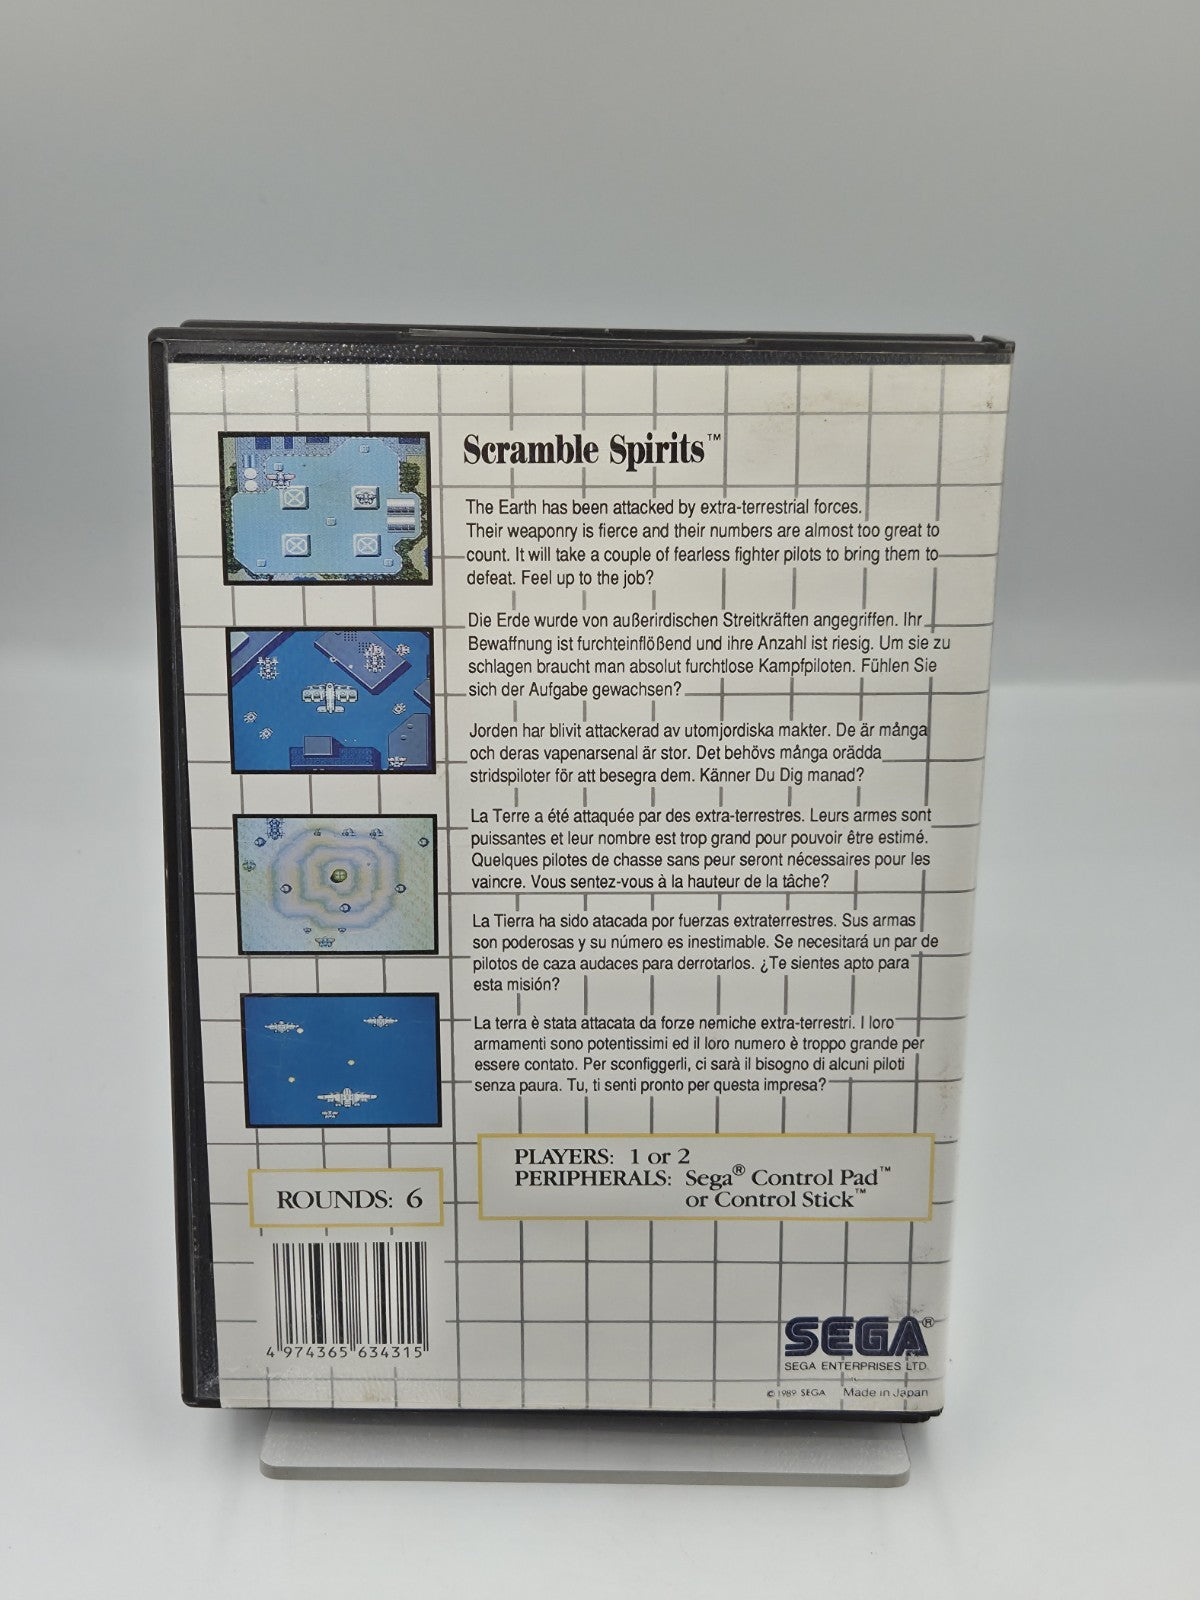 Scramble Spirits™
The Earth has been attacked by extra-terrestrial forces.
Their weaponry is fierce and their numbers are almost too great to
count. It will take a couple of fearless fighter pilots to bring them to
defeat. Feel up to the job?
Die Erde wurde von außerirdischen Streitkräften angegriffen. Ihr
Bewaffnung ist furchteinflößend und ihre Anzahl ist riesig. Um sie zu
schlagen braucht man absolut furchtlose Kampfpiloten. Fühlen Sie
sich der Aufgabe gewachsen?
Jorden har blivit attackerad av utomjordiska makter. De är många
och deras vapenarsenal är stor. Det behövs många orädda
stridspiloter för att besegra dem. Känner Du Dig manad?
La Terre a été attaquée par des extra-terrestres. Leurs armes sont
puissantes et leur nombre est trop grand pour pouvoir être estimé.
Quelques pilotes de chasse sans peur seront nécessaires pour les
vaincre. Vous sentez-vous à la hauteur de la tâche?
La Tierra ha sido atacada por fuerzas extraterrestres. Sus armas
son poderosas y su número es inestimable. Se necesitará un par de
pilotos de caza audaces para derrotarlos. ¿Te sientes apto para
esta misión?
La terra è stata attacata da forze nemiche extra-terrestri. I loro
armamenti sono potentissimi ed il loro numero è troppo grande per
essere contato. Per sconfiggerli, ci sarà il bisogno di alcuni piloti
senza paura. Tu, ti senti pronto per questa impresa?
PLAYERS: 1 or 2
PERIPHERALS: Sega® Control Pad™
or Control Stick™
ROUNDS: 6
4 974365 634315
SEGA®
SEGA ENTERPRISES LTD.
© 1989 SEGA Made in Japan